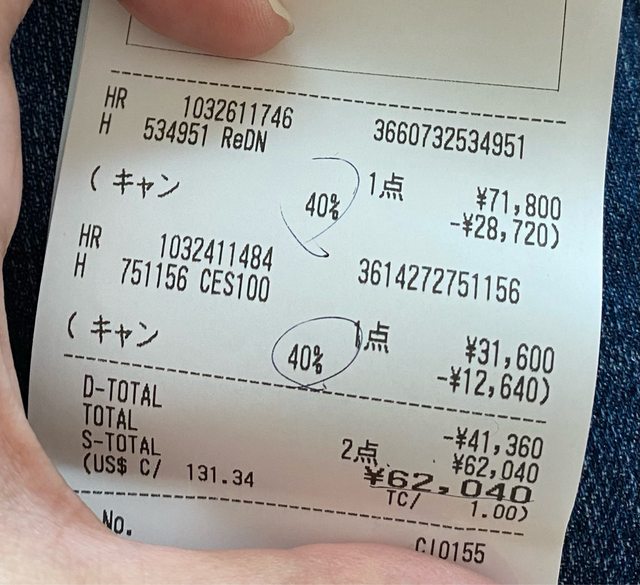 HR 1032611746 3660732534951
H 534951 ReDN
1点 ¥71,800
(キャン 40% -¥28,720)
HR 1032411484 3614272751156
H 751156 CES100
1点 ¥31,600
(キャン 40% -¥12,640)
D-TOTAL -¥41,360
TOTAL 2点 ¥62,040
S-TOTAL ¥62,040
(US$ C/ 131.34 TC/ 1.00)
No. CI0155